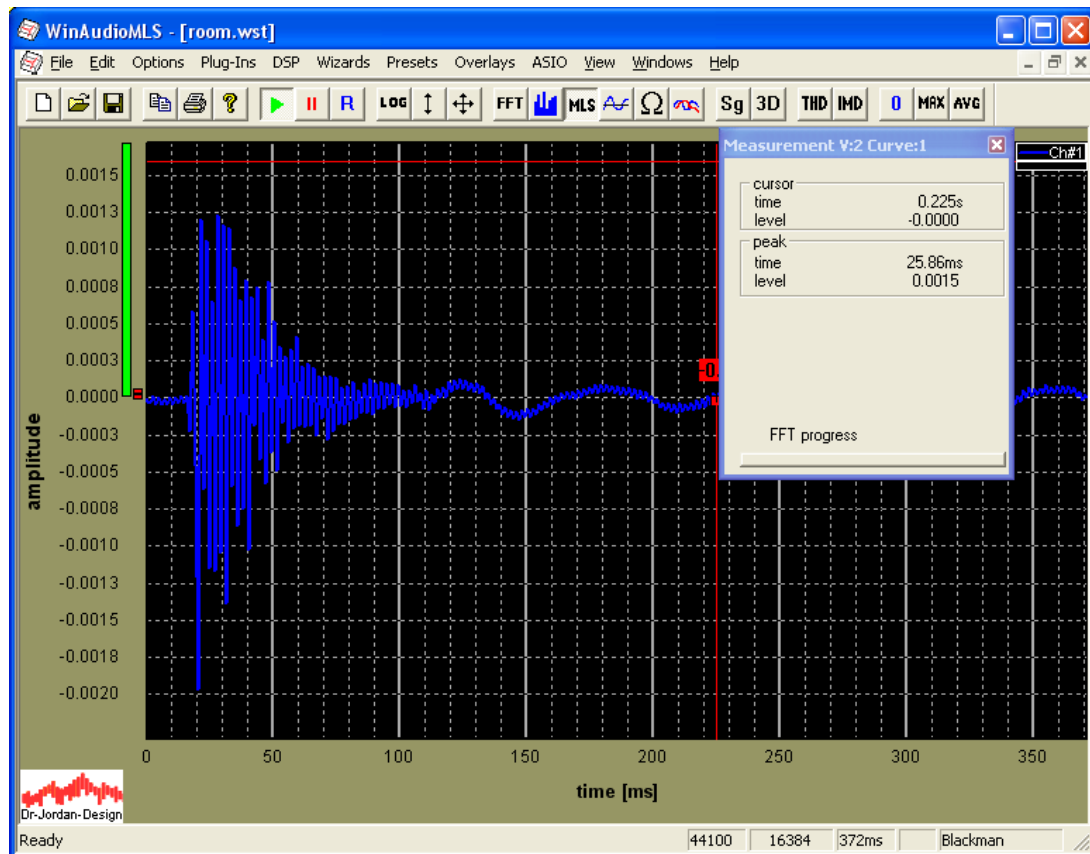 WinAudioMLS - [room.wst]
File Edit Options Plug-Ins DSP Wizards Presets Overlays ASIO View Windows Help
R LOG FFT MLS Ω Sg 3D THD IMD 0 MAX AVG
Measurement V:2 Curve:1
Ch#1
cursor
time 0.225s
level -0.0000
peak
time 25.86ms
level 0.0015
FFT progress
0.0015
0.0013
0.0010
0.0008
0.0005
0.0003
0.0000
-0.0003
-0.0005
-0.0008
-0.0010
-0.0013
-0.0015
-0.0018
-0.0020
amplitude
-0.
0 50 100 150 200 250 300 350
time [ms]
Dr-Jordan-Design
Ready 44100 16384 372ms Blackman